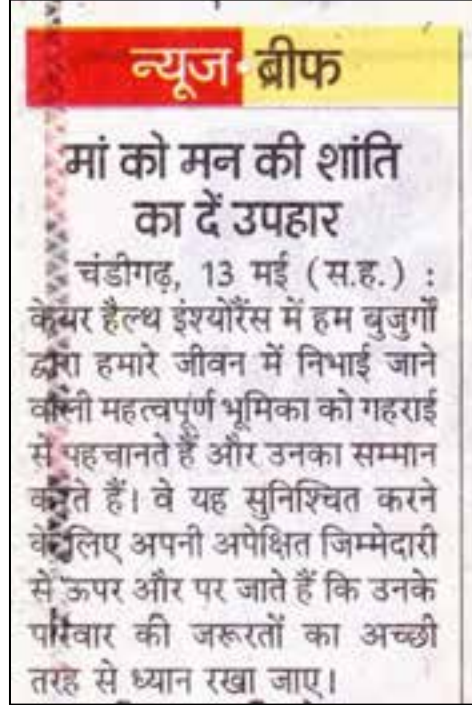 न्यूज•ब्रीफ
मां को मन की शांति
का दें उपहार
चंडीगढ़, 13 मई (स.ह.) :
केयर हैल्थ इंश्योरैंस में हम बुजुर्गों
द्वारा हमारे जीवन में निभाई जाने
वाली महत्वपूर्ण भूमिका को गहराई
से पहचानते हैं और उनका सम्मान
करते हैं। वे यह सुनिश्चित करने
के लिए अपनी अपेक्षित जिम्मेदारी
से ऊपर और पर जाते हैं कि उनके
परिवार की जरूरतों का अच्छी
तरह से ध्यान रखा जाए।